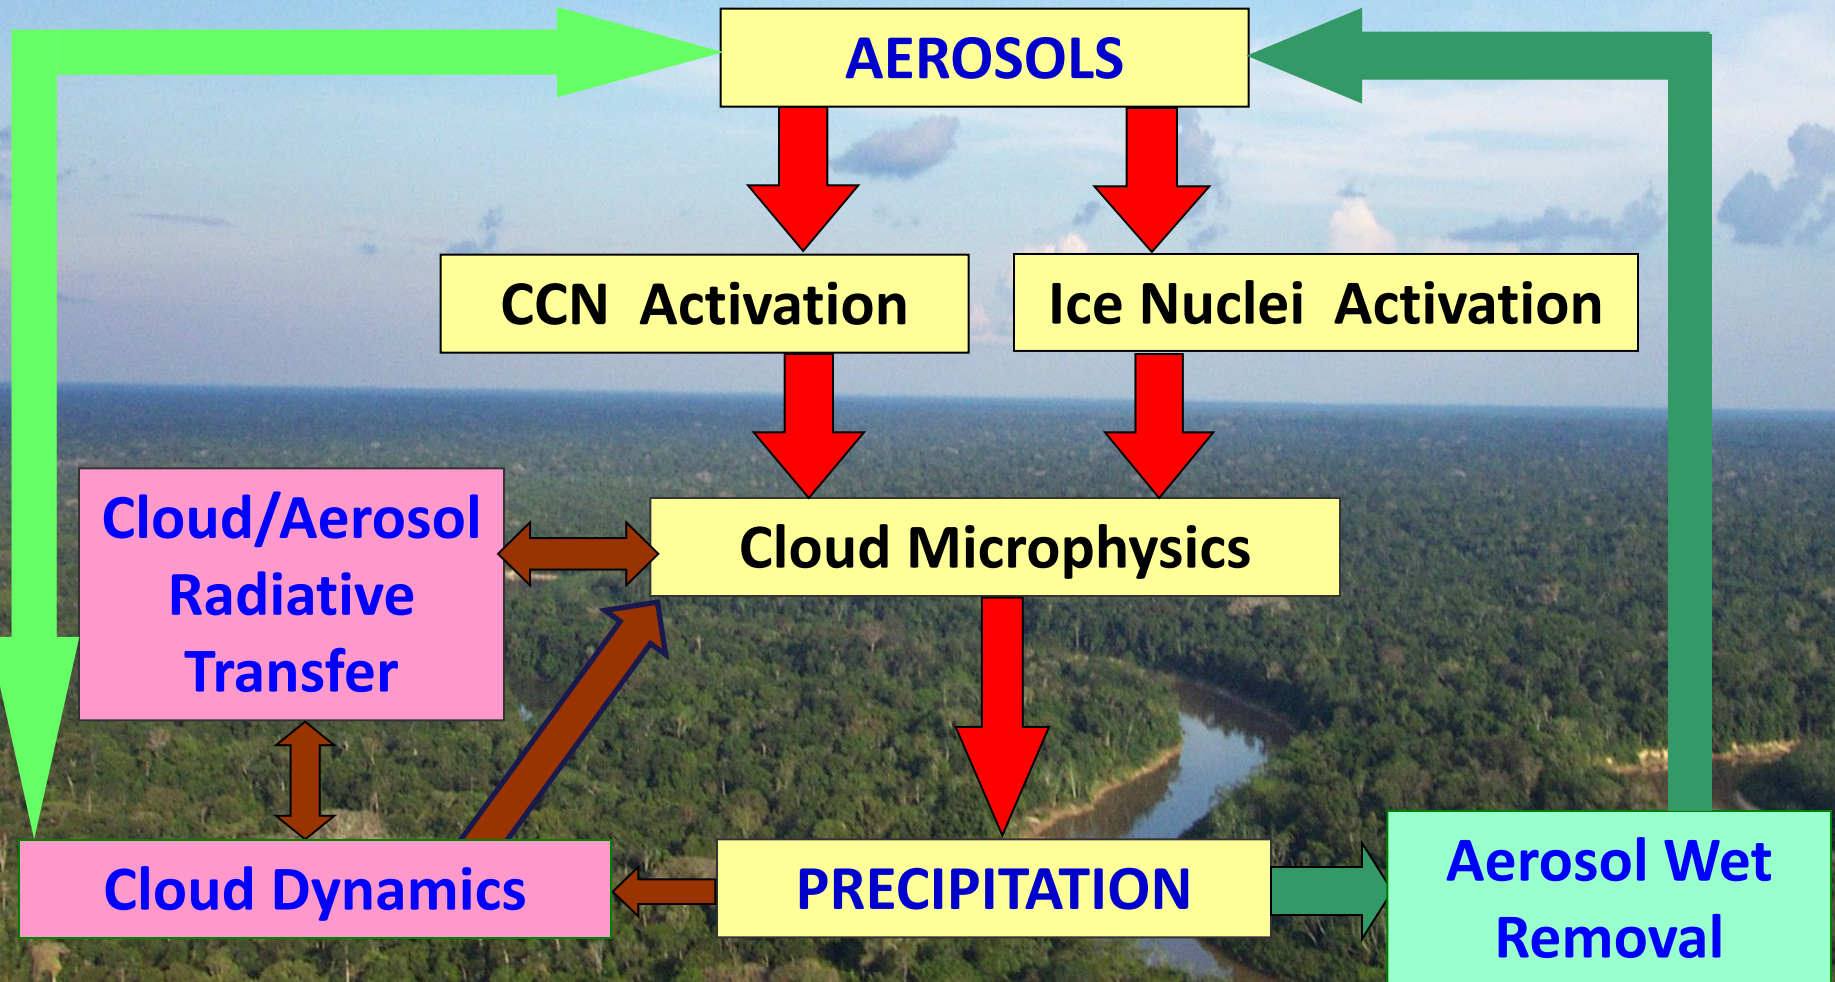 AEROSOLS
CCN Activation
Ice Nuclei Activation
Cloud/Aerosol
Radiative
Transfer
Cloud Microphysics
Cloud Dynamics
PRECIPITATION
Aerosol Wet
Removal